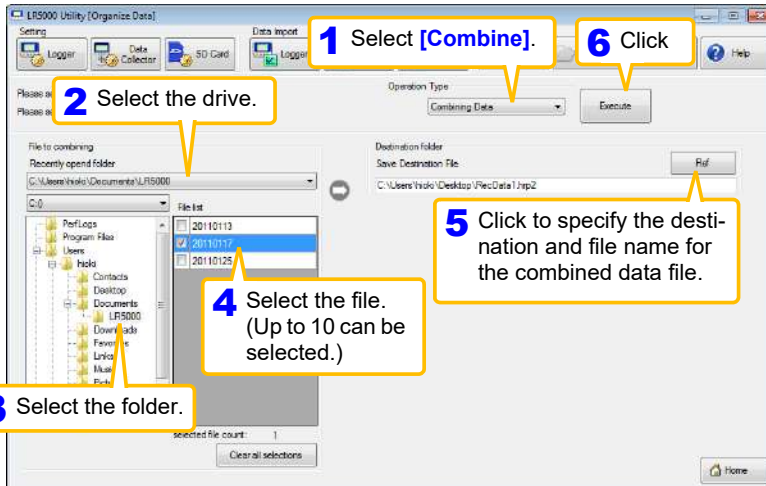 LR5000 Utility [Organize Data]
Setting
Data Import
Logger
Data
Collector
SD Card
Logger
Help
1 Select [Combine].
6 Click
Please
Please
2 Select the drive.
Operation Type
Combining Data
Execute
File to combining
Recently opend folder
C:\Users\hioki\Documents\LR5000
C:\)
File list
PerfLogs
Program Files
Users
hioki
Contacts
Desktop
Documents
LR5000
Downloads
Favorites
Links
20110113
20110117
20110125
Destination folder
Save Destination File
Ref
C:\Users\hioki\Desktop\RecData1.hrp2
5 Click to specify the desti-
nation and file name for
the combined data file.
4 Select the file.
(Up to 10 can be
selected.)
3 Select the folder.
selected file count: 1
Clear all selections
Home